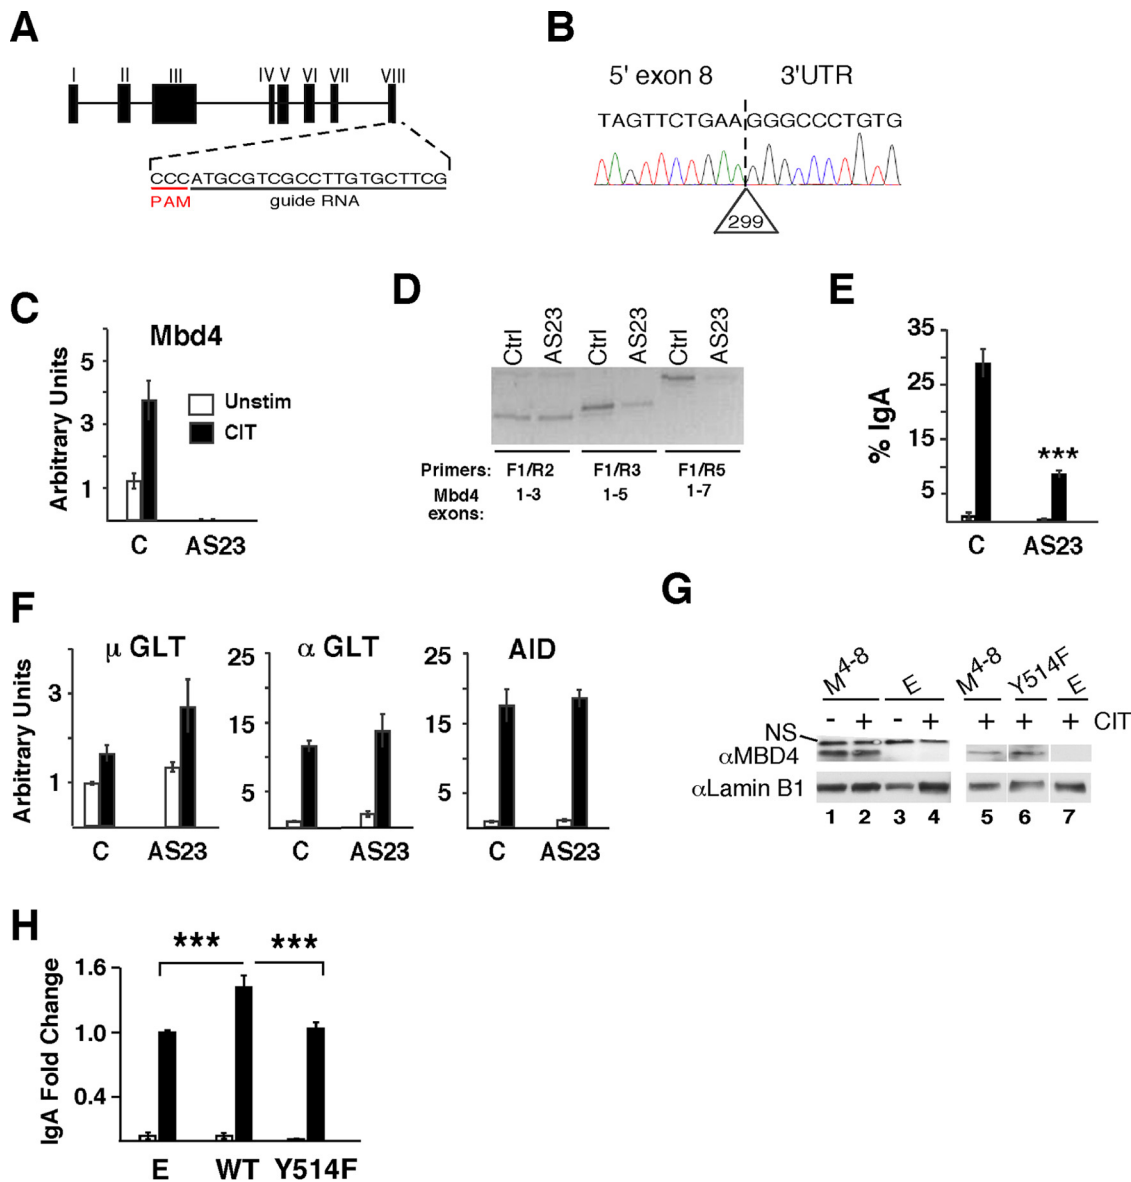 A
I II III IV V VI VII VIII
CCCATGCGTCGCCTTGTGCTTCG
PAM guide RNA
B
5' exon 8 3'UTR
TAGTTCTGAAGGGCCCTGTG
299
C
Mbd4
Arbitrary Units
5
3
1
Unstim
CIT
C AS23
D
Ctrl AS23 Ctrl AS23 Ctrl AS23
Primers: F1/R2 F1/R3 F1/R5
Mbd4 1-3 1-5 1-7
exons:
E
% IgA
35
25
15
5
***
C AS23
F
Arbitrary Units
μ GLT
3
1
C AS23
α GLT
25
15
5
C AS23
AID
25
15
5
C AS23
G
M4-8 E M4-8 Y514F E
- + - + + + + CIT
NS
αMBD4
αLamin B1
1 2 3 4 5 6 7
H
IgA Fold Change
1.6
1.0
0.4
*** ***
E WT Y514F